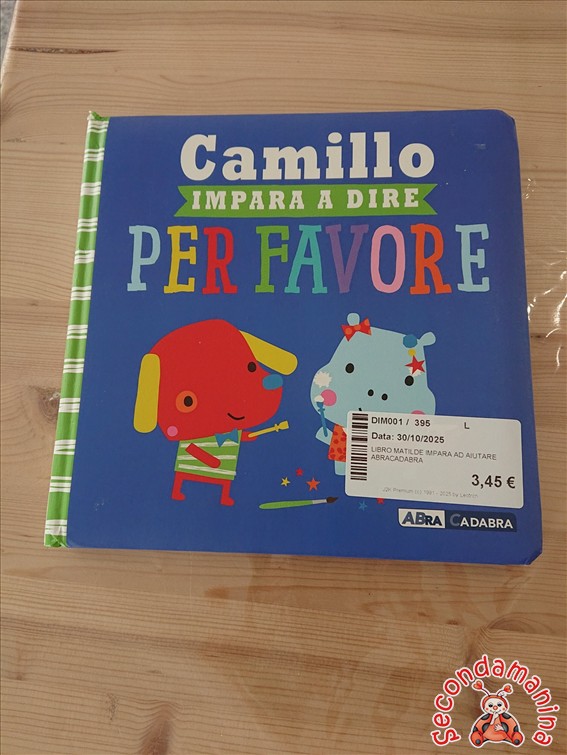 Camillo
IMPARA A DIRE
PER FAVORE
DIM001 / 395 L
Data: 30/10/2025
LIBRO MATILDE IMPARA AD AIUTARE
ABRACADABRA
3,45 €
ABRA CADABRA
secondamanina